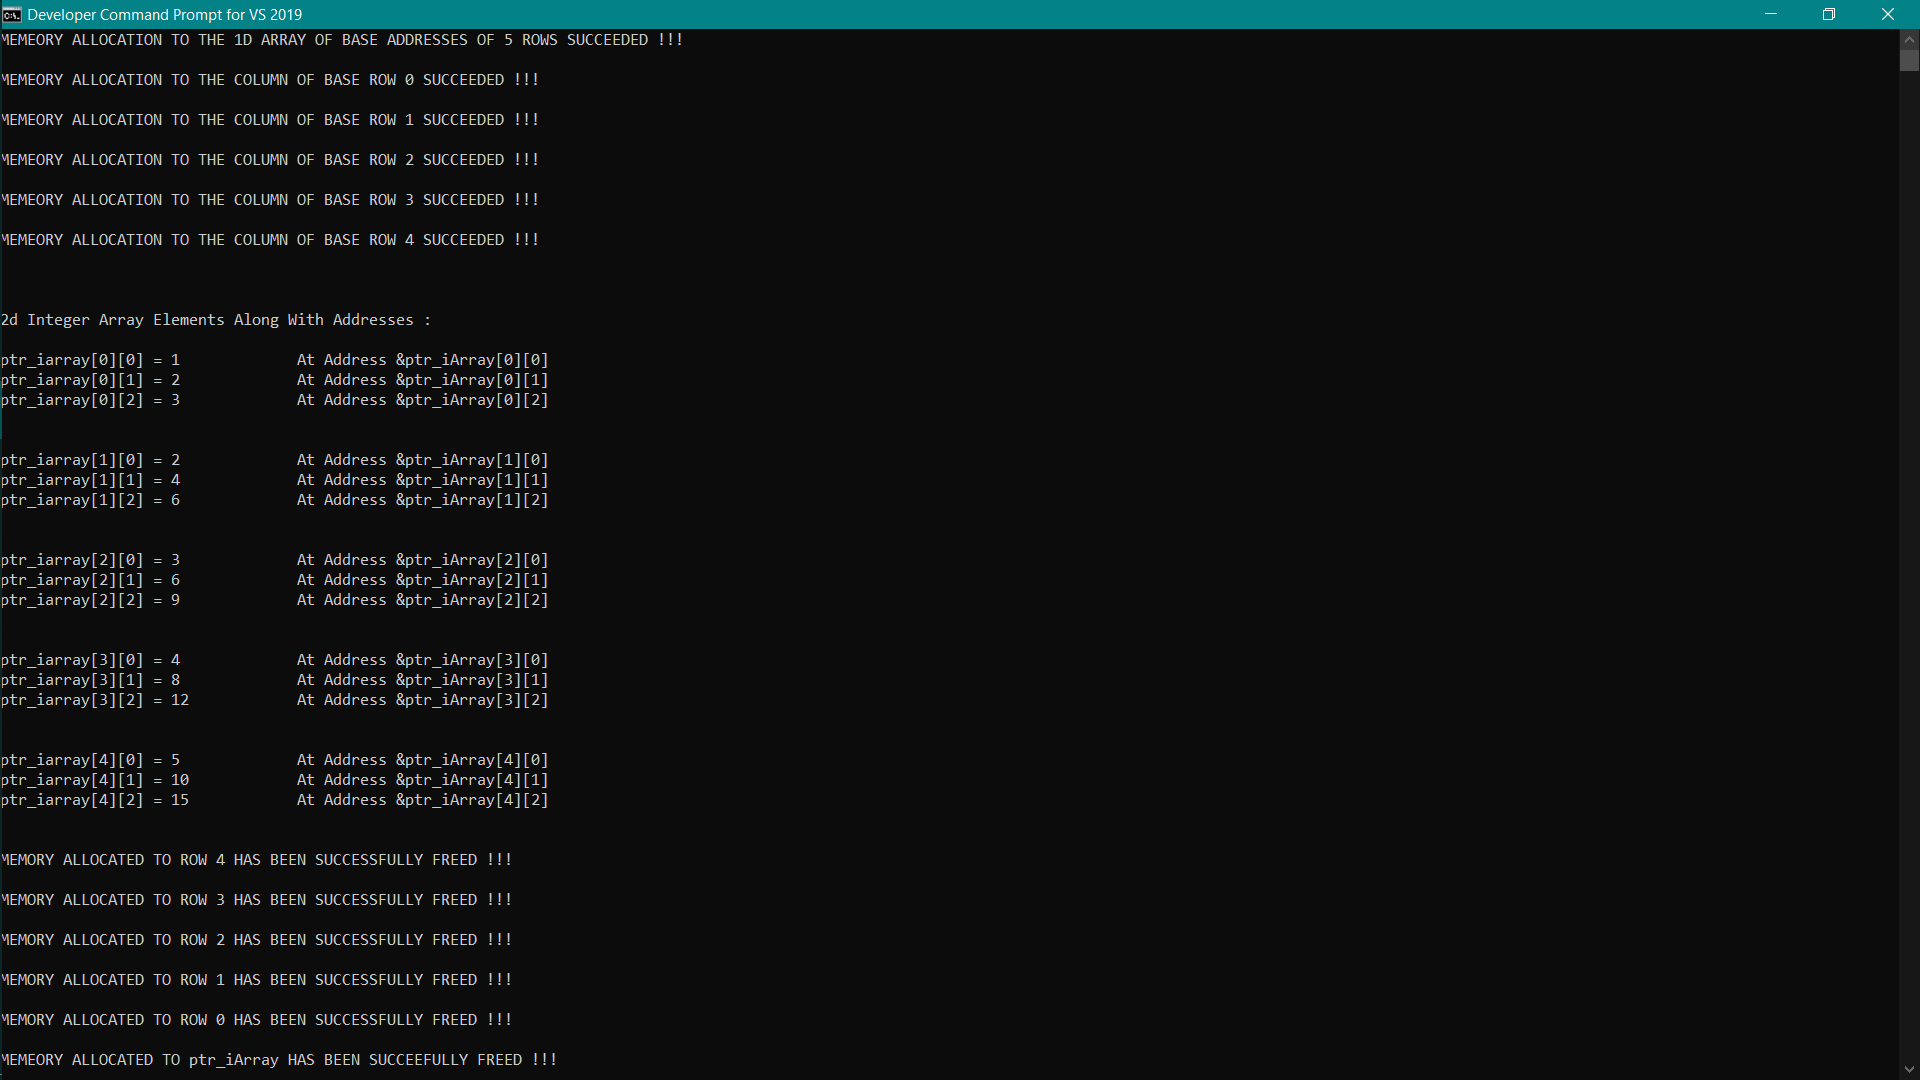 Developer Command Prompt for VS 2019
MEMEORY ALLOCATION TO THE 1D ARRAY OF BASE ADDRESSES OF 5 ROWS SUCCEEDED !!!
MEMEORY ALLOCATION TO THE COLUMN OF BASE ROW 0 SUCCEEDED !!!
MEMEORY ALLOCATION TO THE COLUMN OF BASE ROW 1 SUCCEEDED !!!
MEMEORY ALLOCATION TO THE COLUMN OF BASE ROW 2 SUCCEEDED !!!
MEMEORY ALLOCATION TO THE COLUMN OF BASE ROW 3 SUCCEEDED !!!
MEMEORY ALLOCATION TO THE COLUMN OF BASE ROW 4 SUCCEEDED !!!
2d Integer Array Elements Along With Addresses :
ptr_iarray[0][0] = 1 At Address &ptr_iArray[0][0]
ptr_iarray[0][1] = 2 At Address &ptr_iArray[0][1]
ptr_iarray[0][2] = 3 At Address &ptr_iArray[0][2]
ptr_iarray[1][0] = 2 At Address &ptr_iArray[1][0]
ptr_iarray[1][1] = 4 At Address &ptr_iArray[1][1]
ptr_iarray[1][2] = 6 At Address &ptr_iArray[1][2]
ptr_iarray[2][0] = 3 At Address &ptr_iArray[2][0]
ptr_iarray[2][1] = 6 At Address &ptr_iArray[2][1]
ptr_iarray[2][2] = 9 At Address &ptr_iArray[2][2]
ptr_iarray[3][0] = 4 At Address &ptr_iArray[3][0]
ptr_iarray[3][1] = 8 At Address &ptr_iArray[3][1]
ptr_iarray[3][2] = 12 At Address &ptr_iArray[3][2]
ptr_iarray[4][0] = 5 At Address &ptr_iArray[4][0]
ptr_iarray[4][1] = 10 At Address &ptr_iArray[4][1]
ptr_iarray[4][2] = 15 At Address &ptr_iArray[4][2]
MEMORY ALLOCATED TO ROW 4 HAS BEEN SUCCESSFULLY FREED !!!
MEMORY ALLOCATED TO ROW 3 HAS BEEN SUCCESSFULLY FREED !!!
MEMORY ALLOCATED TO ROW 2 HAS BEEN SUCCESSFULLY FREED !!!
MEMORY ALLOCATED TO ROW 1 HAS BEEN SUCCESSFULLY FREED !!!
MEMORY ALLOCATED TO ROW 0 HAS BEEN SUCCESSFULLY FREED !!!
MEMEORY ALLOCATED TO ptr_iArray HAS BEEN SUCCEEFULLY FREED !!!